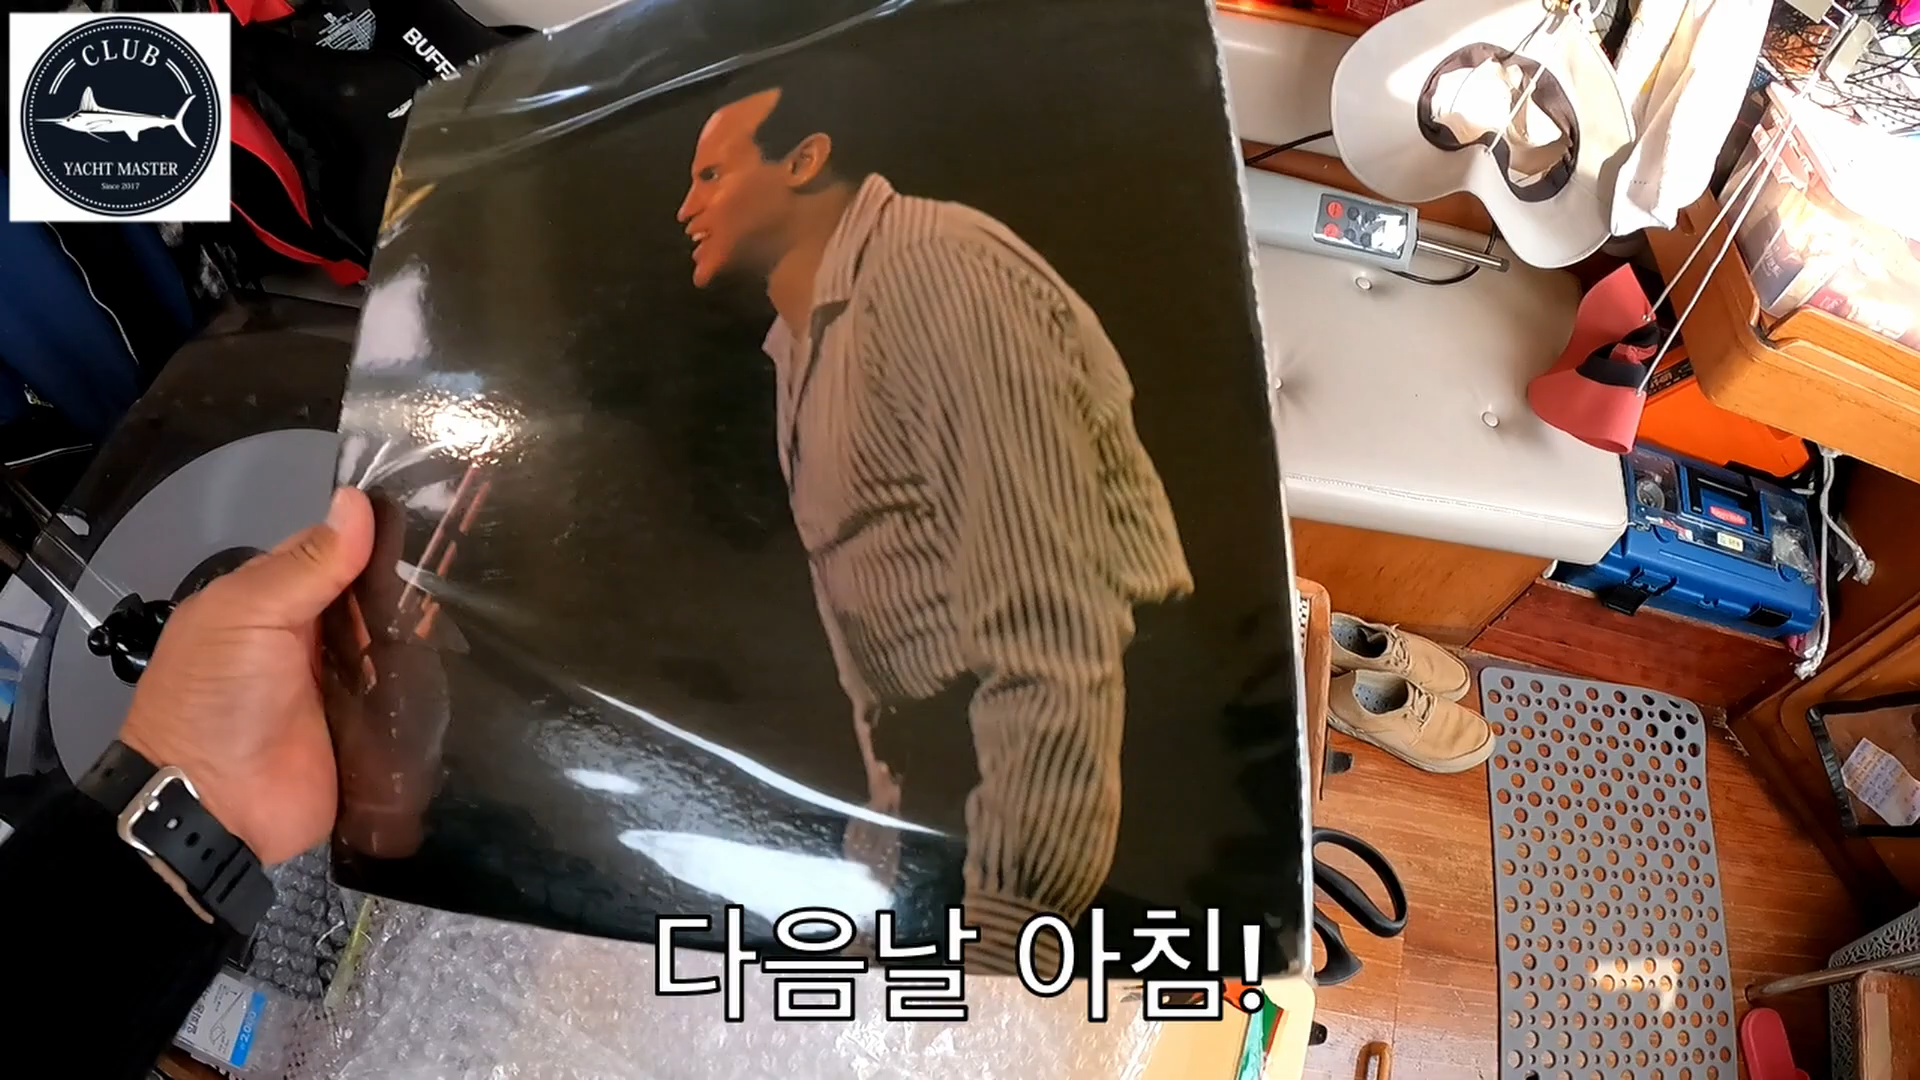 CLUB
YACHT MASTER
Since 2017
BUFF
다음날 아침!